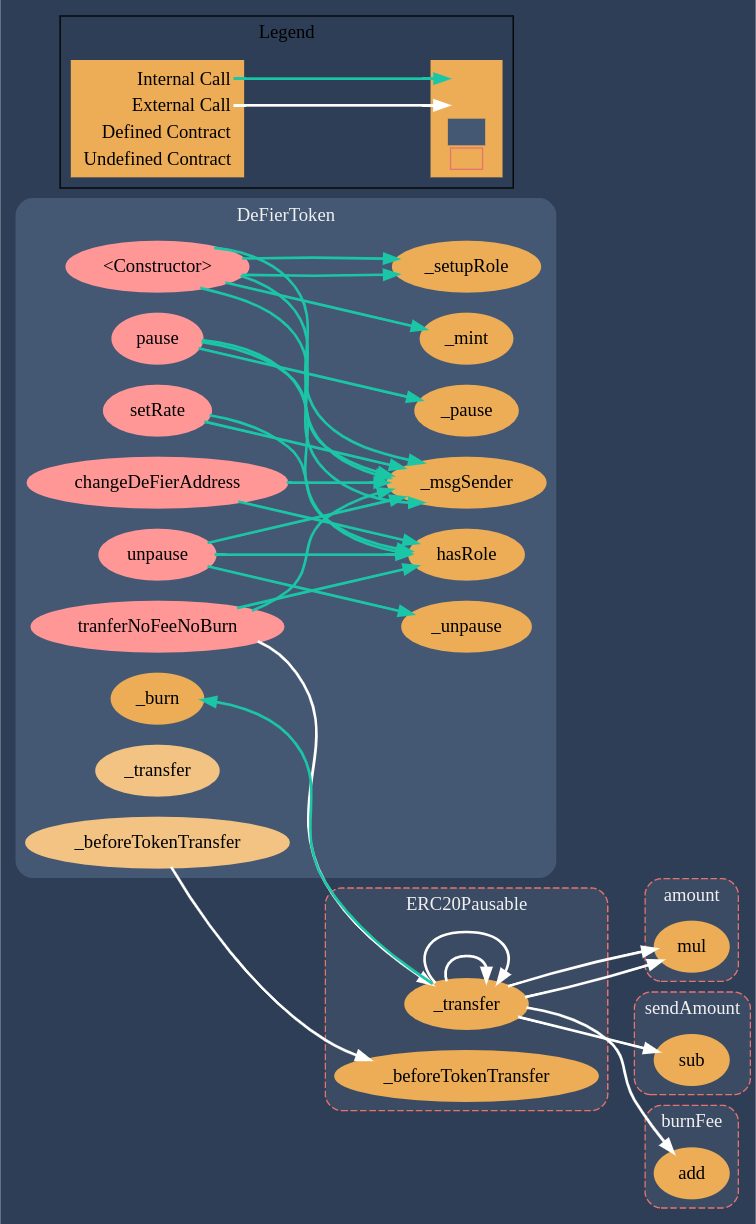 Legend
Internal Call
External Call
Defined Contract
Undefined Contract
DeFierToken
<Constructor>
_setupRole
pause
_mint
setRate
_pause
changeDeFierAddress
_msgSender
unpause
hasRole
tranferNoFeeNoBurn
_unpause
_burn
_transfer
_beforeTokenTransfer
ERC20Pausable
_transfer
_beforeTokenTransfer
amount
mul
sendAmount
sub
burnFee
add